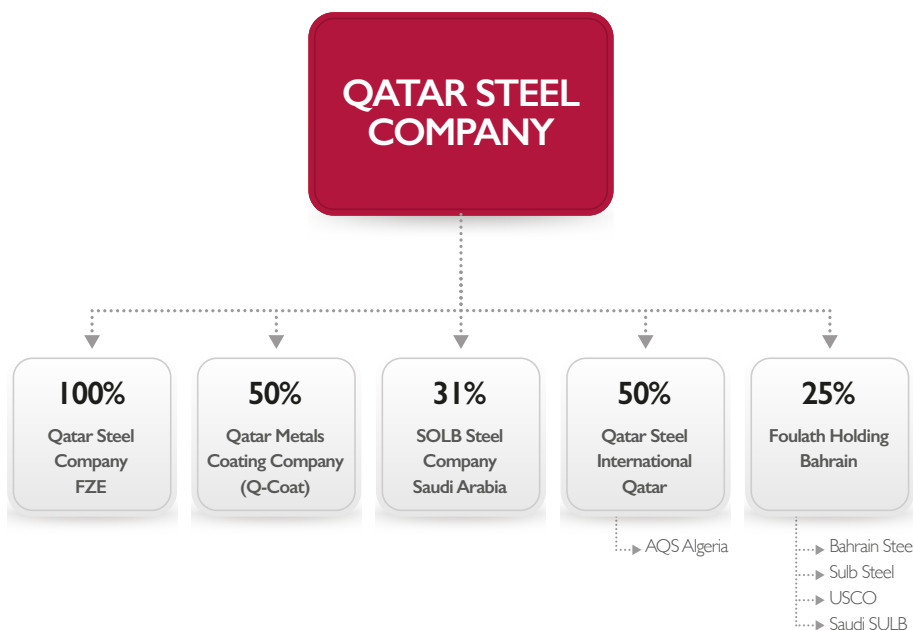 QATAR STEEL
COMPANY
100%
Qatar Steel
Company
FZE
50%
Qatar Metals
Coating Company
(Q-Coat)
31%
SOLB Steel
Company
Saudi Arabia
50%
Qatar Steel
International
Qatar
25%
Foulath Holding
Bahrain
AQS Algeria
Bahrain Stee
Sulb Steel
USCO
Saudi SULB